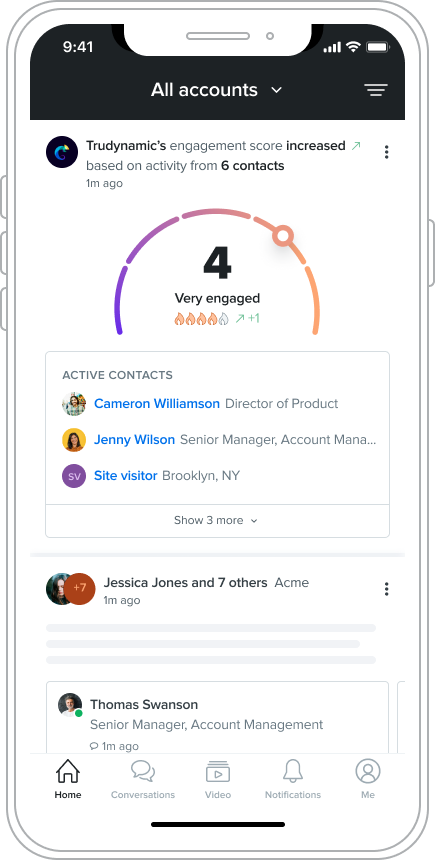 9:41
All accounts
Trudynamic’s engagement score increased
based on activity from 6 contacts
1m ago
4
Very engaged
+1
ACTIVE CONTACTS
Cameron Williamson Director of Product
Jenny Wilson Senior Manager, Account Mana...
SV Site visitor Brooklyn, NY
Show 3 more
+7 Jessica Jones and 7 others Acme
1m ago
Thomas Swanson
Senior Manager, Account Management
1m ago
Home Conversations Video Notifications Me